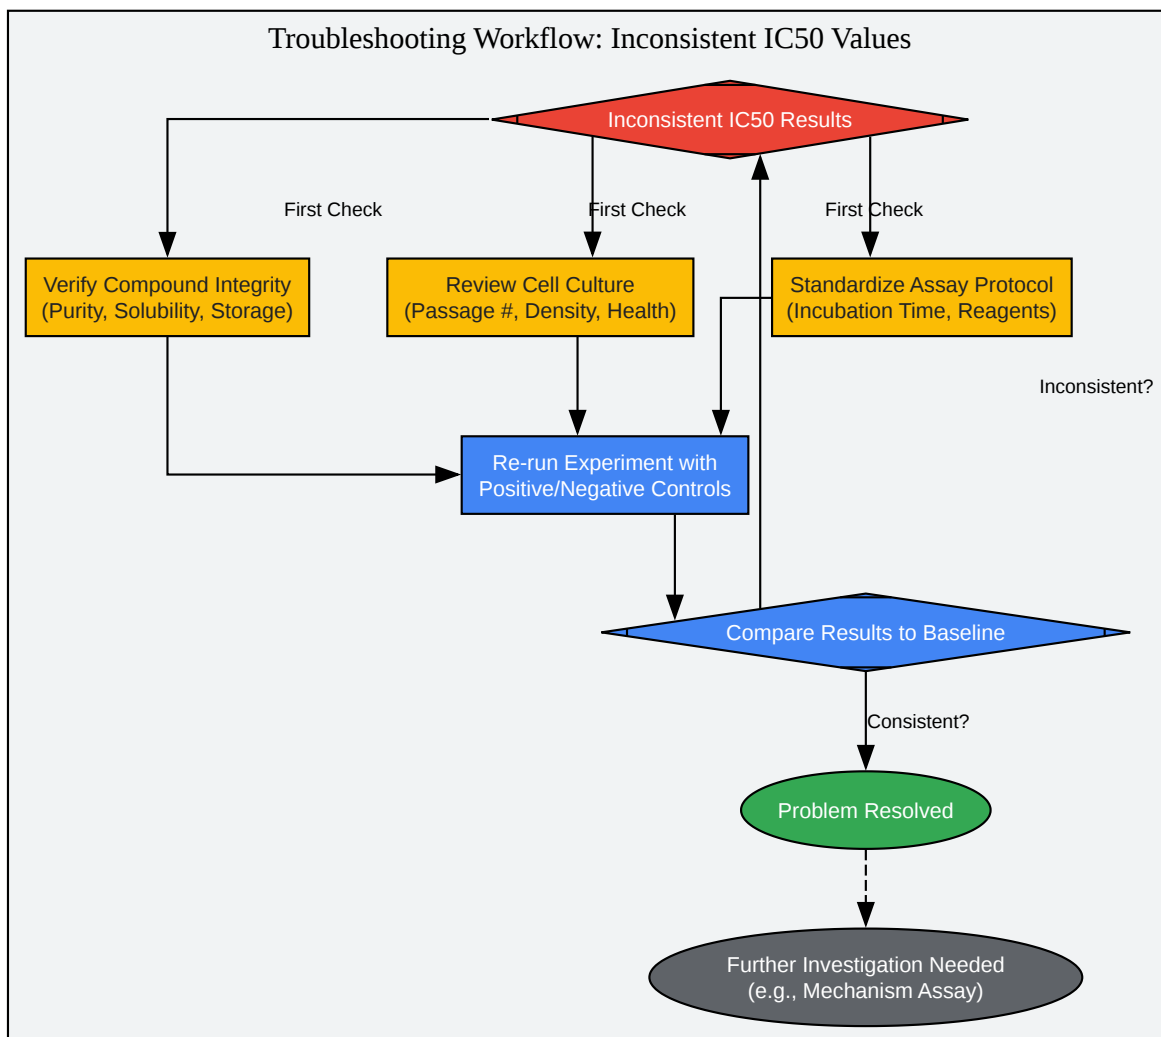 Troubleshooting Workflow: Inconsistent IC50 Values
Inconsistent IC50 Results
First Check
First Check
First Check
Verify Compound Integrity
(Purity, Solubility, Storage)
Review Cell Culture
(Passage #, Density, Health)
Standardize Assay Protocol
(Incubation Time, Reagents)
Inconsistent?
Re-run Experiment with
Positive/Negative Controls
Compare Results to Baseline
Consistent?
Problem Resolved
Further Investigation Needed
(e.g., Mechanism Assay)